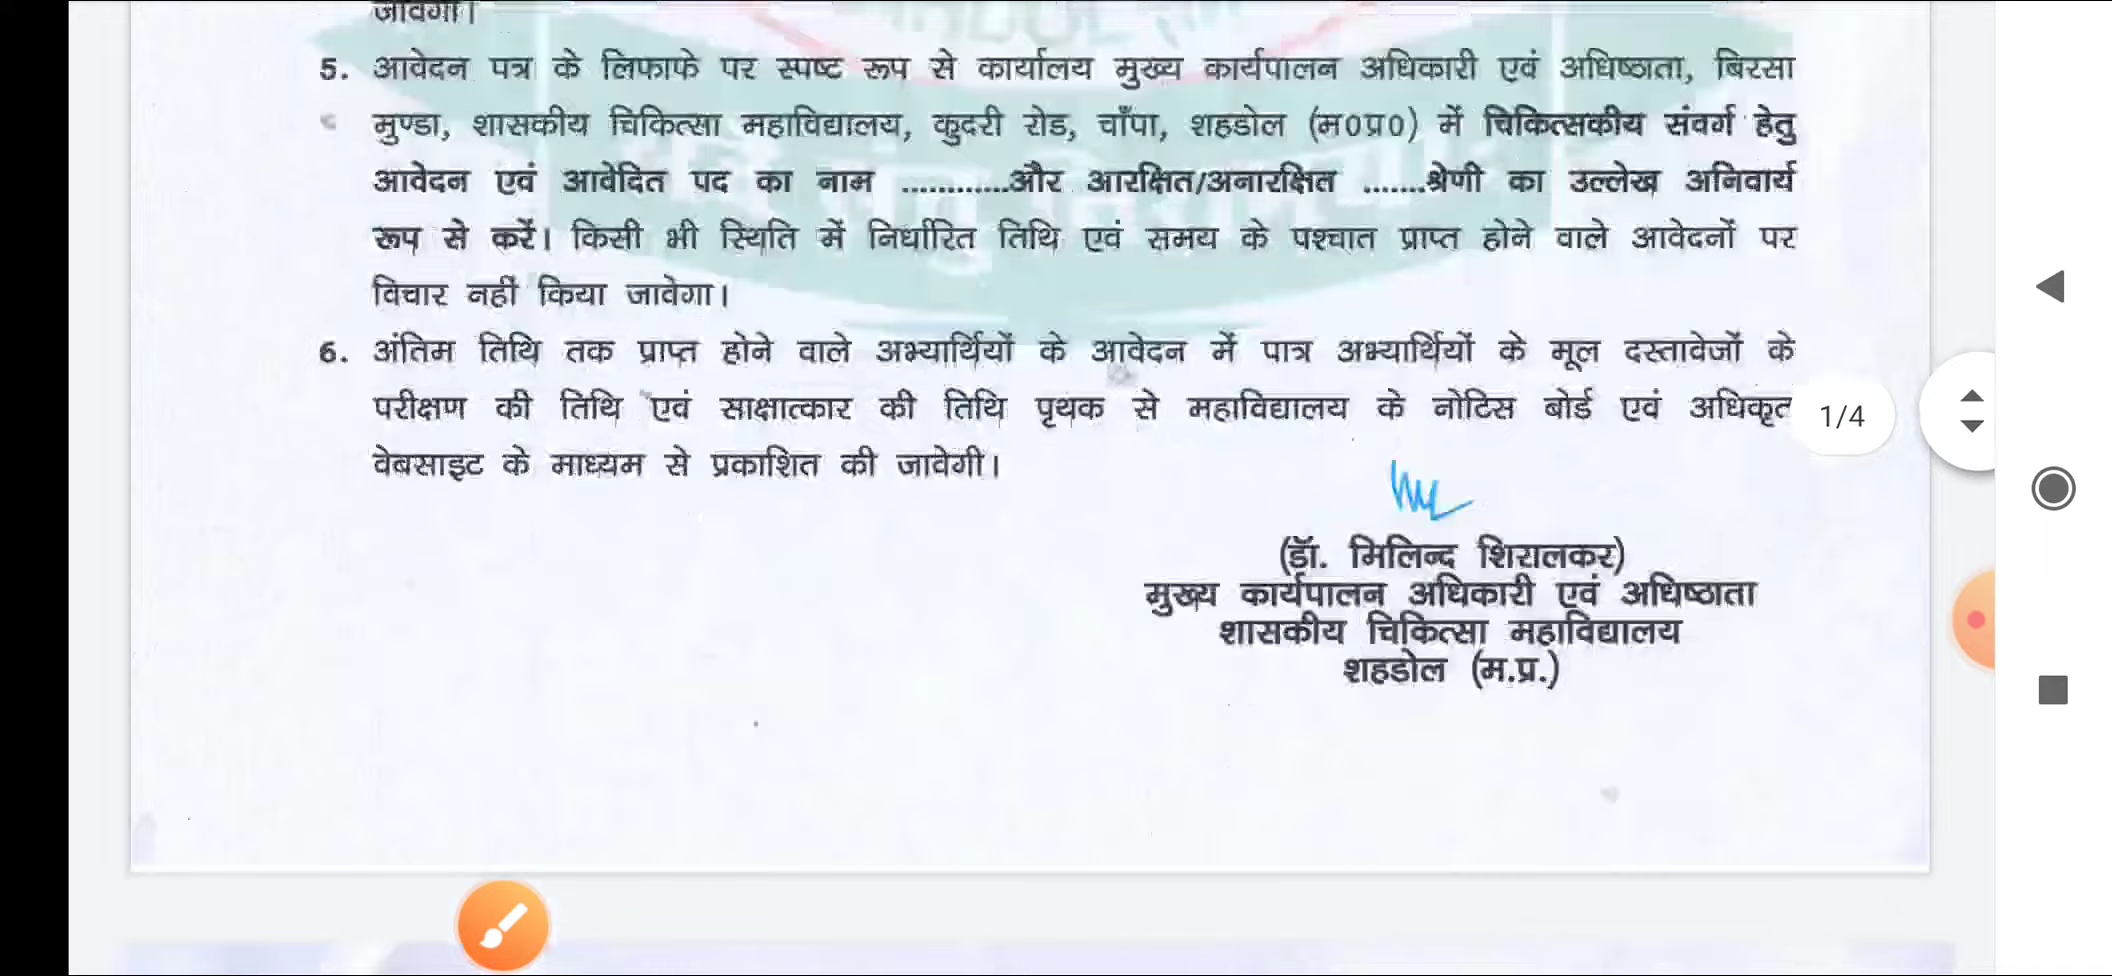 जावेगा।
5. आवेदन पत्र के लिफाफे पर स्पष्ट रूप से कार्यालय मुख्य कार्यपालन अधिकारी एवं अधिष्ठाता, बिरसा
मुण्डा, शासकीय चिकित्सा महाविद्यालय, कुदरी रोड, चाँपा, शहडोल (म0प्र0) में चिकित्सकीय संवर्ग हेतु
आवेदन एवं आवेदित पद का नाम ............और आरक्षित/अनारक्षित .......श्रेणी का उल्लेख अनिवार्य
रूप से करें। किसी भी स्थिति में निर्धारित तिथि एवं समय के पश्चात प्राप्त होने वाले आवेदनों पर
विचार नहीं किया जावेगा।
6. अंतिम तिथि तक प्राप्त होने वाले अभ्यार्थियों के आवेदन में पात्र अभ्यार्थियों के मूल दस्तावेजों के
परीक्षण की तिथि एवं साक्षात्कार की तिथि पृथक से महाविद्यालय के नोटिस बोर्ड एवं अधिकृत
वेबसाइट के माध्यम से प्रकाशित की जावेगी।
1/4
(डॉ. मिलिन्द शिरालकर)
मुख्य कार्यपालन अधिकारी एवं अधिष्ठाता
शासकीय चिकित्सा महाविद्यालय
शहडोल (म.प्र.)